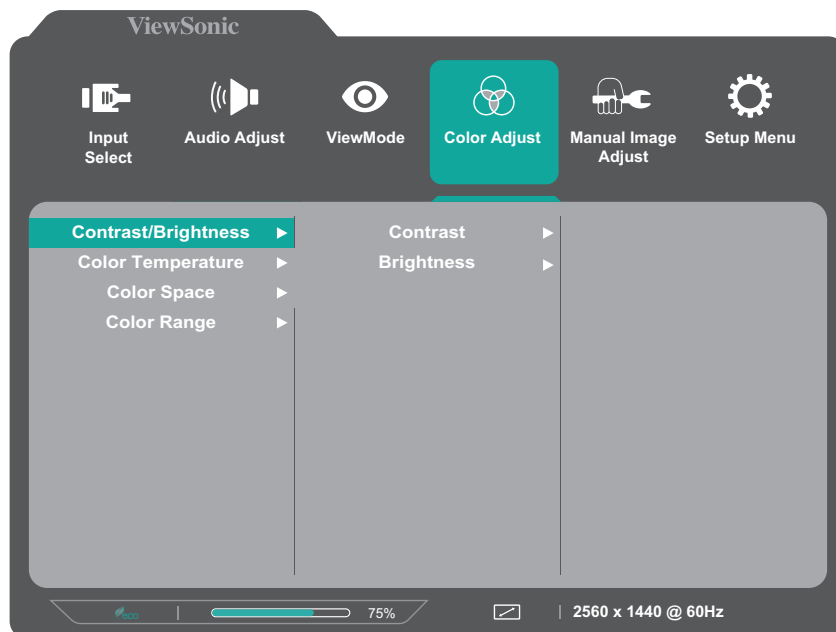 ViewSonic
Input
Select
Audio Adjust
ViewMode
Color Adjust
Manual Image
Adjust
Setup Menu
Contrast/Brightness
Color Temperature
Color Space
Color Range
Contrast
Brightness
eco
75%
2560 x 1440 @ 60Hz